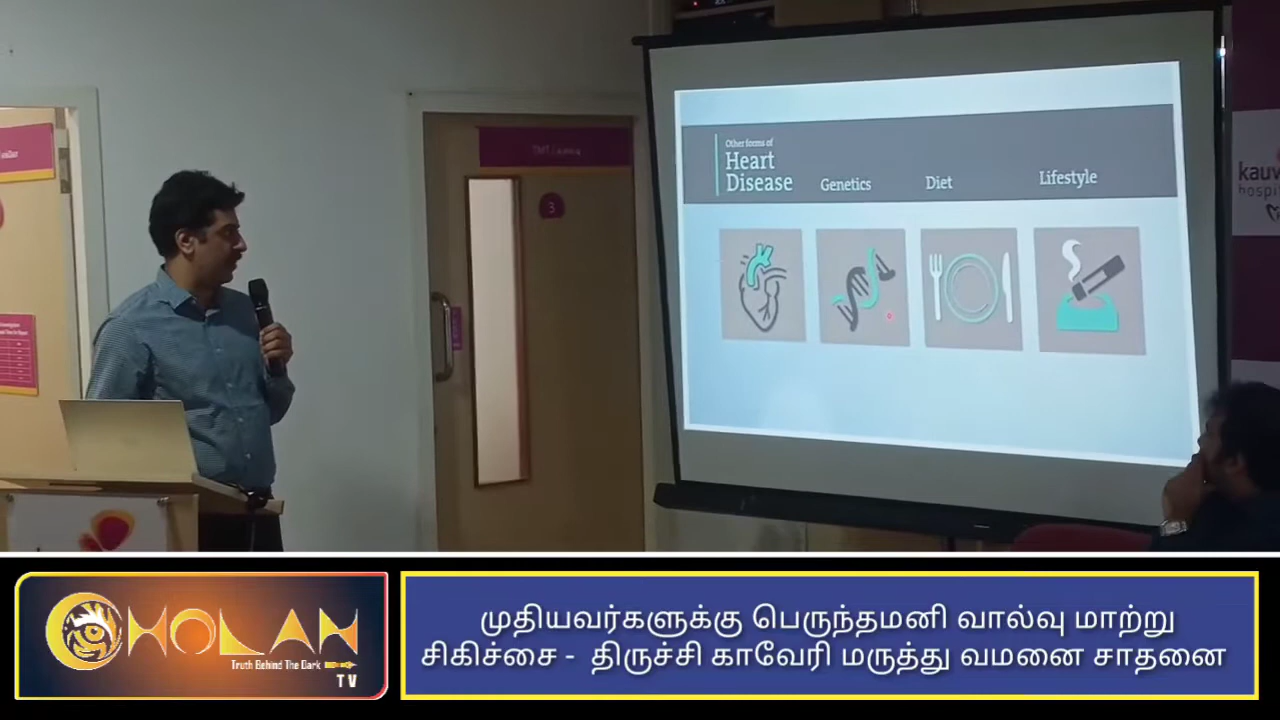 TMT
3
Other forms of
Heart
Disease
Genetics
Diet
Lifestyle
kauv
hospi
CHOLAN
Truth Behind The Dark
TV
முதியவர்களுக்கு பெருந்தமனி வால்வு மாற்று
சிகிச்சை - திருச்சி காவேரி மருத்து வமனை சாதனை